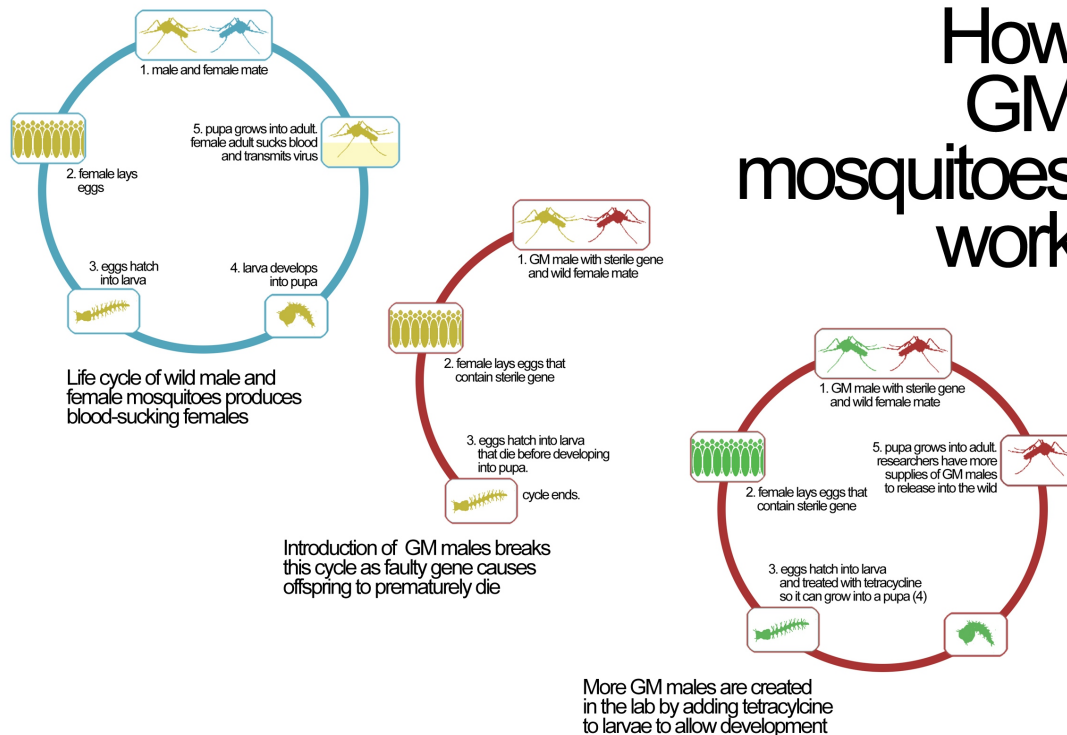 How
GM
mosquitoes
work
1. male and female mate
2. female lays
eggs
3. eggs hatch
into larva
4. larva develops
into pupa
5. pupa grows into adult.
female adult sucks blood
and transmits virus
Life cycle of wild male and
female mosquitoes produces
blood-sucking females
1. GM male with sterile gene
and wild female mate
2. female lays eggs that
contain sterile gene
3. eggs hatch into larva
that die before developing
into pupa.
cycle ends.
Introduction of GM males breaks
this cycle as faulty gene causes
offspring to prematurely die
1. GM male with sterile gene
and wild female mate
2. female lays eggs that
contain sterile gene
3. eggs hatch into larva
and treated with tetracycline
so it can grow into a pupa (4)
5. pupa grows into adult.
researchers have more
supplies of GM males
to release into the wild
More GM males are created
in the lab by adding tetracylcine
to larvae to allow development